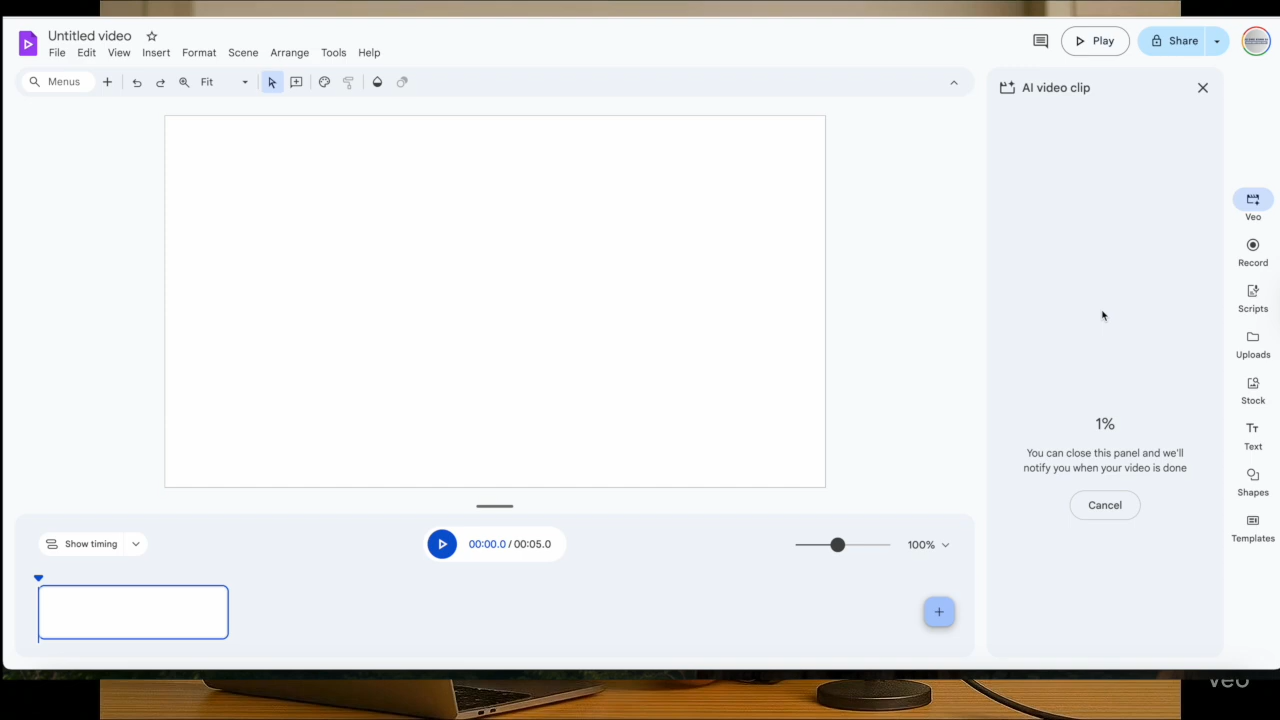 Untitled video
File Edit View Insert Format Scene Arrange Tools Help
Play
Share
Menus
Fit
AI video clip
1%
You can close this panel and we'll
notify you when your video is done
Cancel
Veo
Record
Scripts
Uploads
Stock
Text
Shapes
Templates
Show timing
00:00.0 / 00:05.0
100%
veo